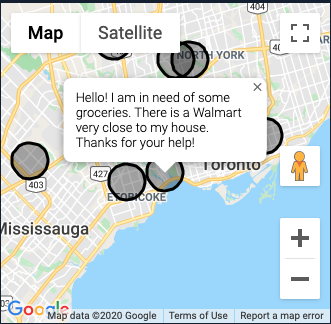 Map
Satellite
404
NORTH YORK
Hello! I am in need of some
groceries. There is a Walmart
very close to my house.
Thanks for your help!
Toronto
427
403
ETOBICOKE
Mississauga
Google
Map data ©2020 Google
Terms of Use
Report a map error